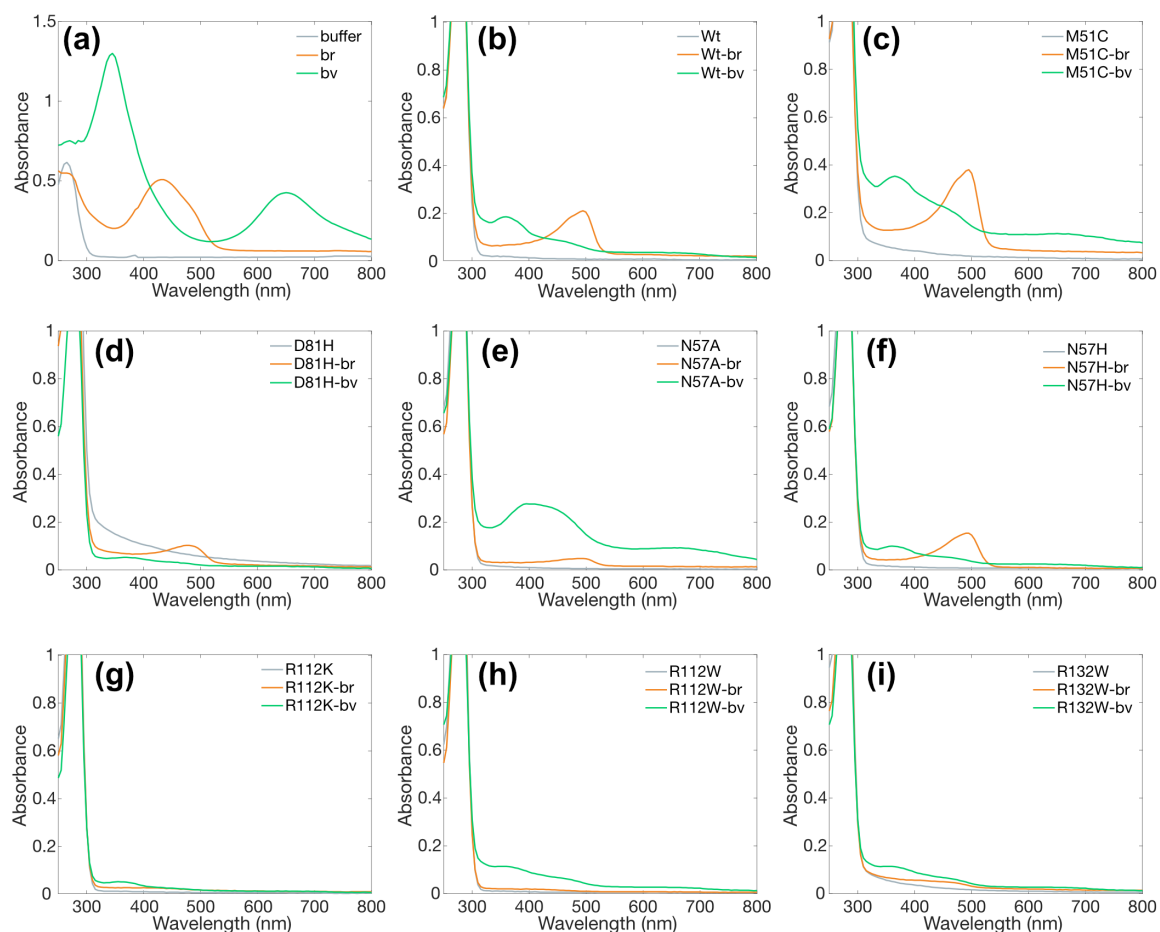 (a)
buffer
br
bv
1.5
1
0.5
0
300 400 500 600 700 800
Absorbance
Wavelength (nm)
(b)
Wt
Wt-br
Wt-bv
1
0.8
0.6
0.4
0.2
0
300 400 500 600 700 800
Absorbance
Wavelength (nm)
(c)
M51C
M51C-br
M51C-bv
1
0.8
0.6
0.4
0.2
0
300 400 500 600 700 800
Absorbance
Wavelength (nm)
(d)
D81H
D81H-br
D81H-bv
1
0.8
0.6
0.4
0.2
0
300 400 500 600 700 800
Absorbance
Wavelength (nm)
(e)
N57A
N57A-br
N57A-bv
1
0.8
0.6
0.4
0.2
0
300 400 500 600 700 800
Absorbance
Wavelength (nm)
(f)
N57H
N57H-br
N57H-bv
1
0.8
0.6
0.4
0.2
0
300 400 500 600 700 800
Absorbance
Wavelength (nm)
(g)
R112K
R112K-br
R112K-bv
1
0.8
0.6
0.4
0.2
0
300 400 500 600 700 800
Absorbance
Wavelength (nm)
(h)
R112W
R112W-br
R112W-bv
1
0.8
0.6
0.4
0.2
0
300 400 500 600 700 800
Absorbance
Wavelength (nm)
(i)
R132W
R132W-br
R132W-bv
1
0.8
0.6
0.4
0.2
0
300 400 500 600 700 800
Absorbance
Wavelength (nm)